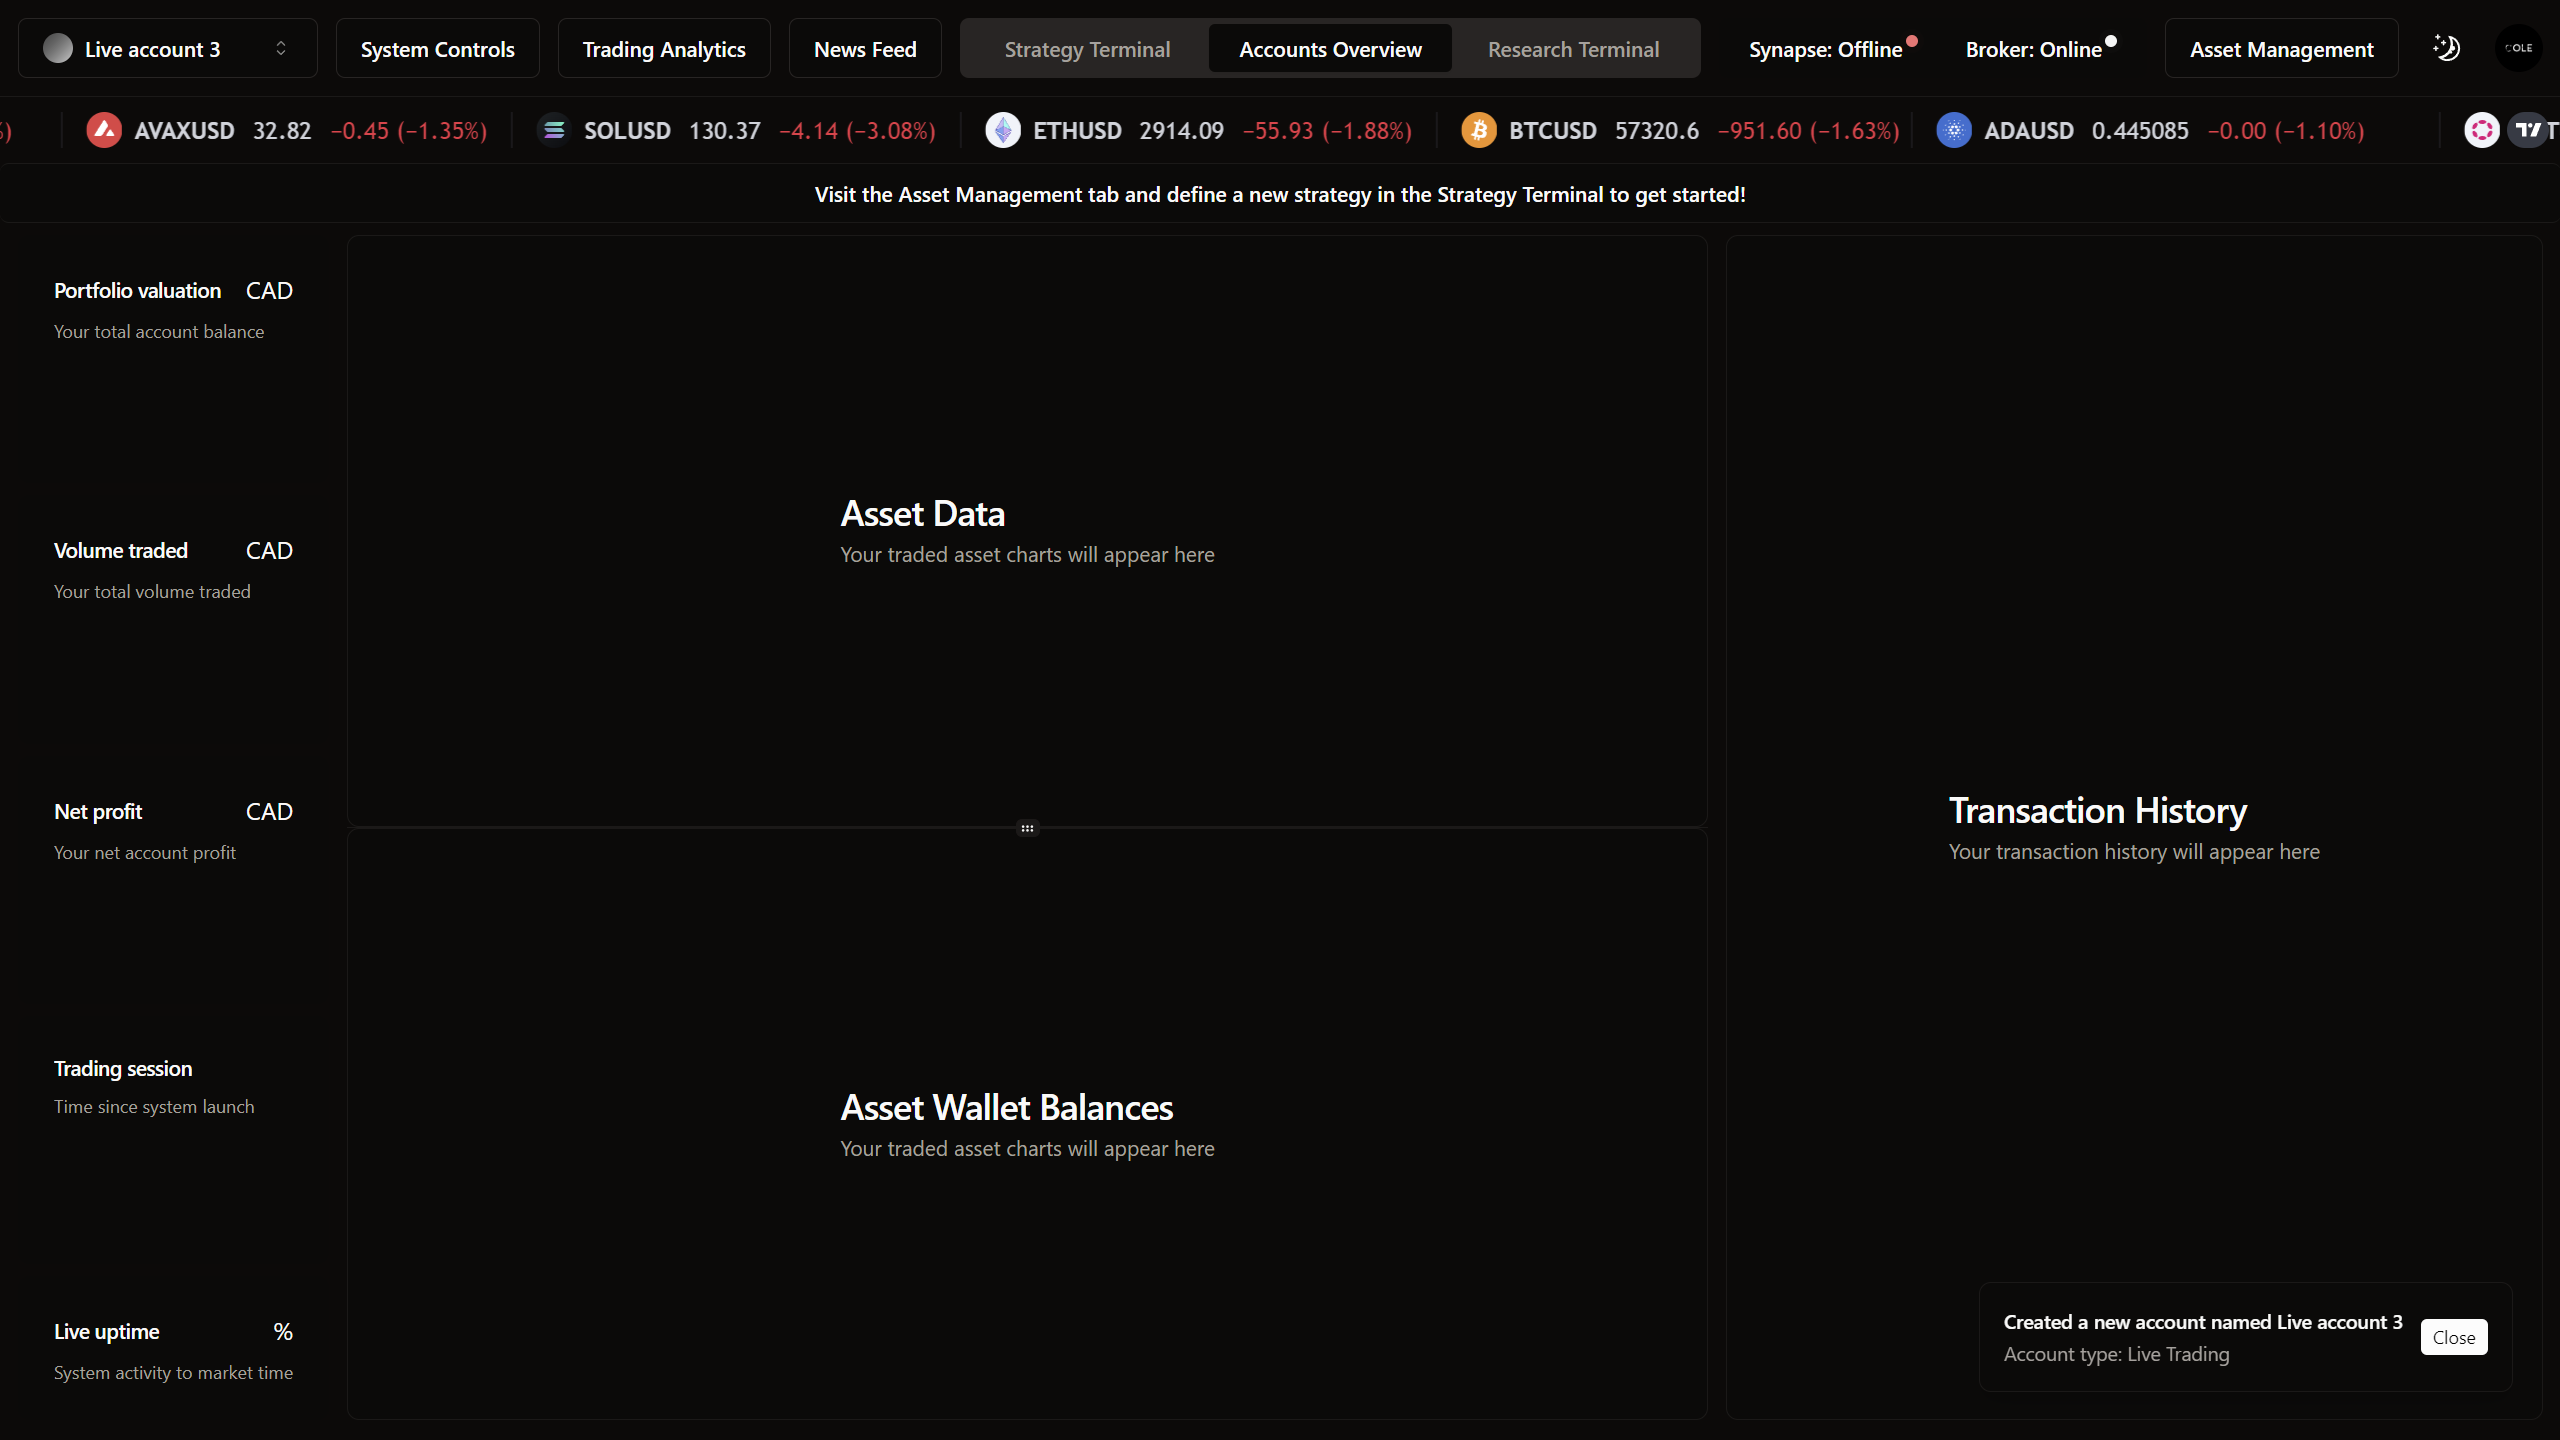 Live account 3
System Controls
Trading Analytics
News Feed
Strategy Terminal
Accounts Overview
Research Terminal
Synapse: Offline
Broker: Online
Asset Management
COLE
%) AVAXUSD 32.82 −0.45 (−1.35%) SOLUSD 130.37 −4.14 (−3.08%) ETHUSD 2914.09 −55.93 (−1.88%) BTCUSD 57320.6 −951.60 (−1.63%) ADAUSD 0.445085 −0.00 (−1.10%)
Visit the Asset Management tab and define a new strategy in the Strategy Terminal to get started!
Portfolio valuation CAD
Your total account balance
Volume traded CAD
Your total volume traded
Net profit CAD
Your net account profit
Trading session
Time since system launch
Live uptime %
System activity to market time
Asset Data
Your traded asset charts will appear here
Asset Wallet Balances
Your traded asset charts will appear here
Transaction History
Your transaction history will appear here
Created a new account named Live account 3
Account type: Live Trading
Close